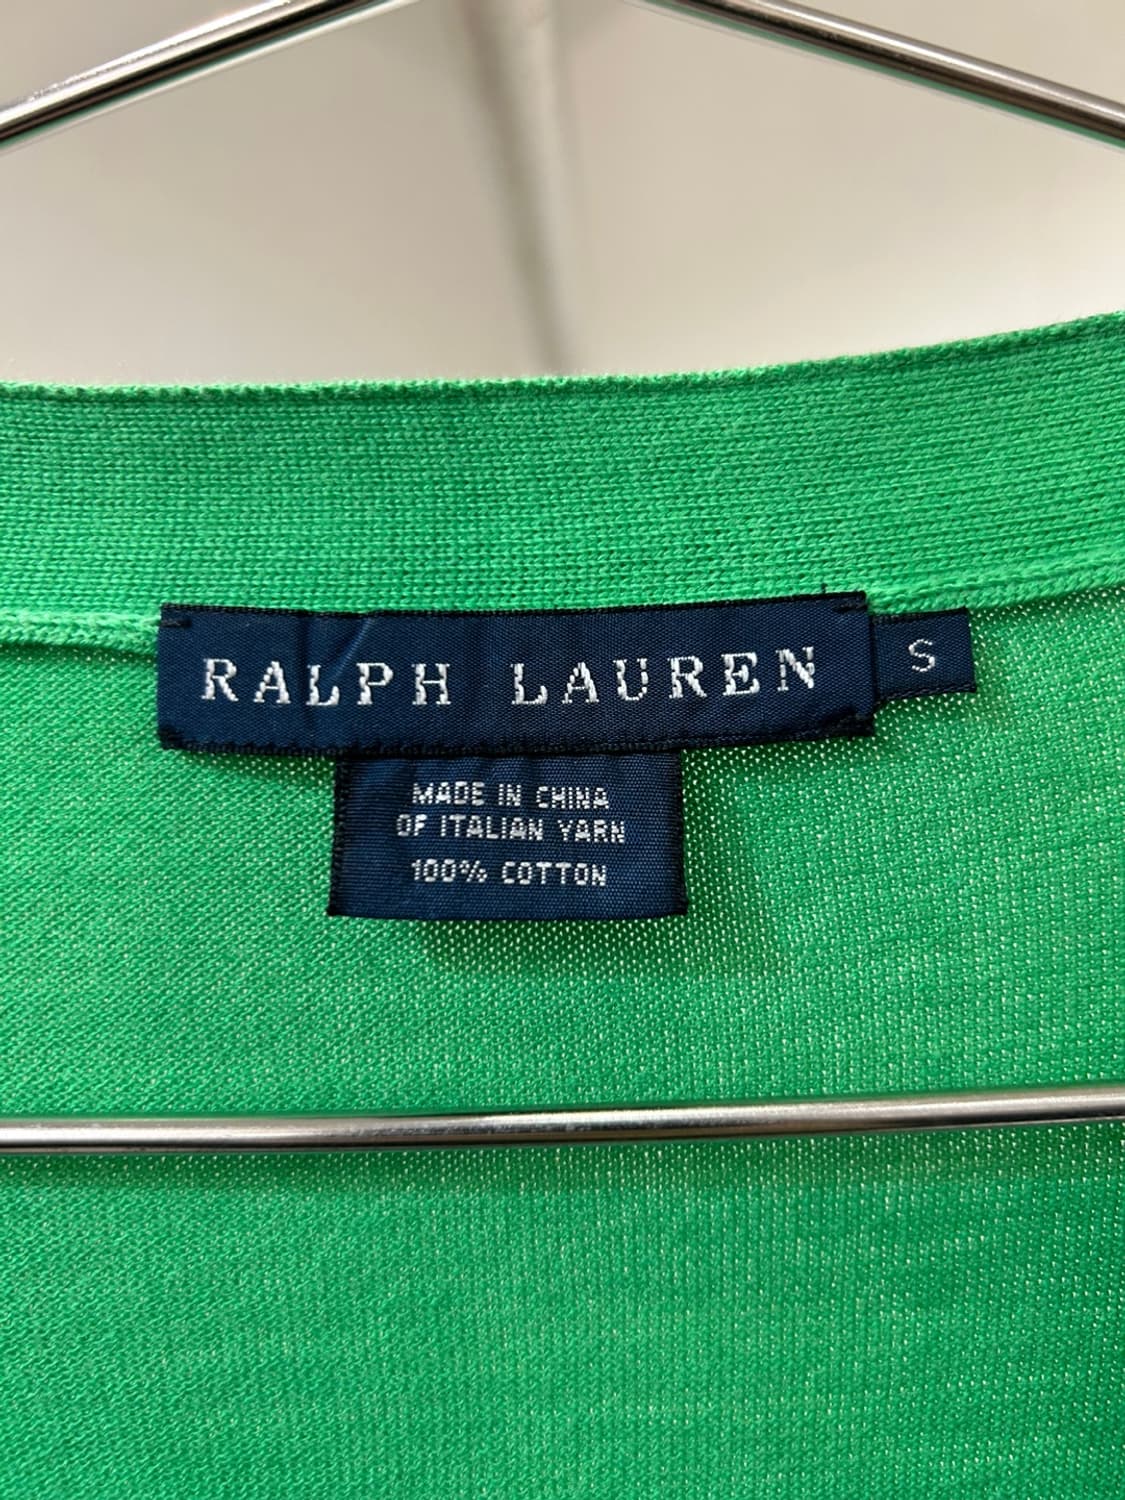 RALPH LAUREN
S
MADE IN CHINA
OF ITALIAN YARN
100% COTTON